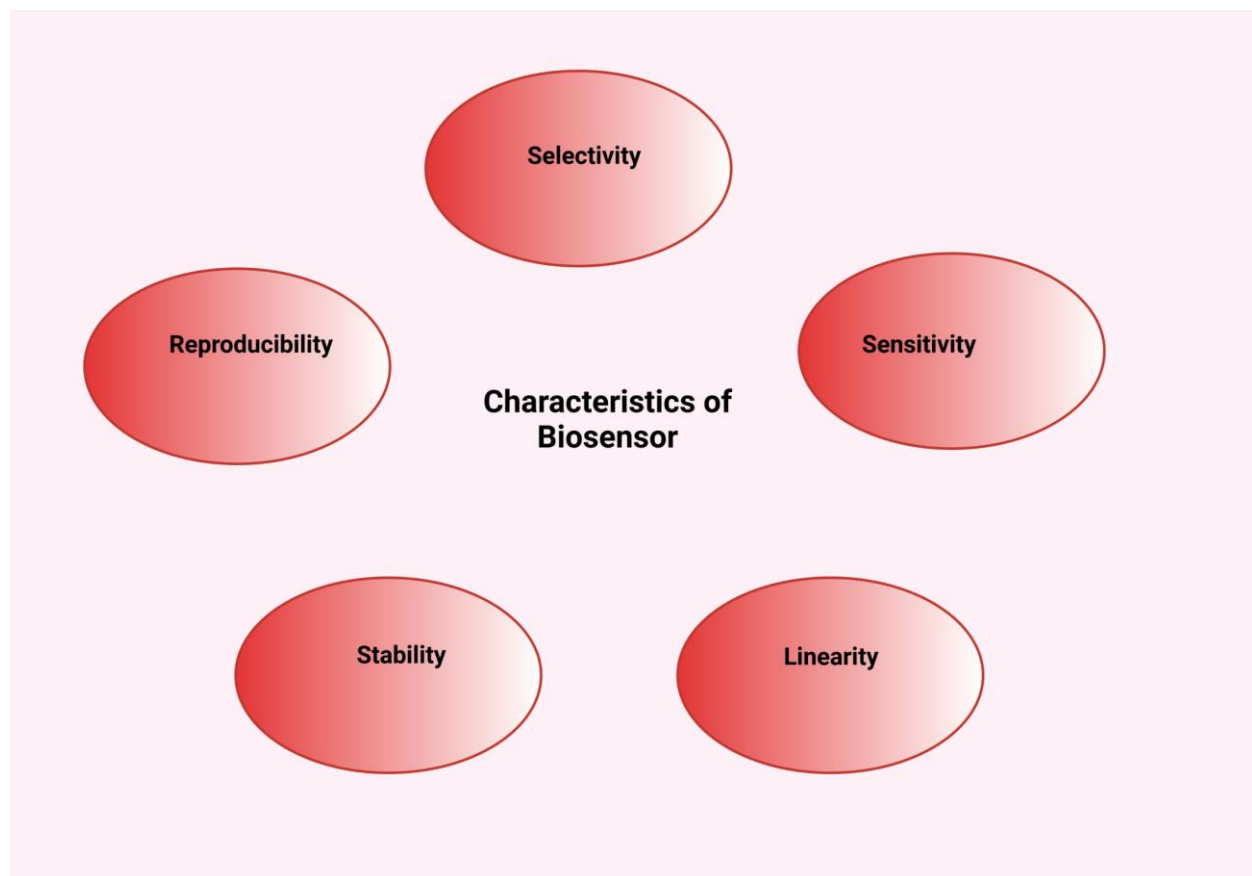 Selectivity
Reproducibility
Sensitivity
Characteristics of
Biosensor
Stability
Linearity